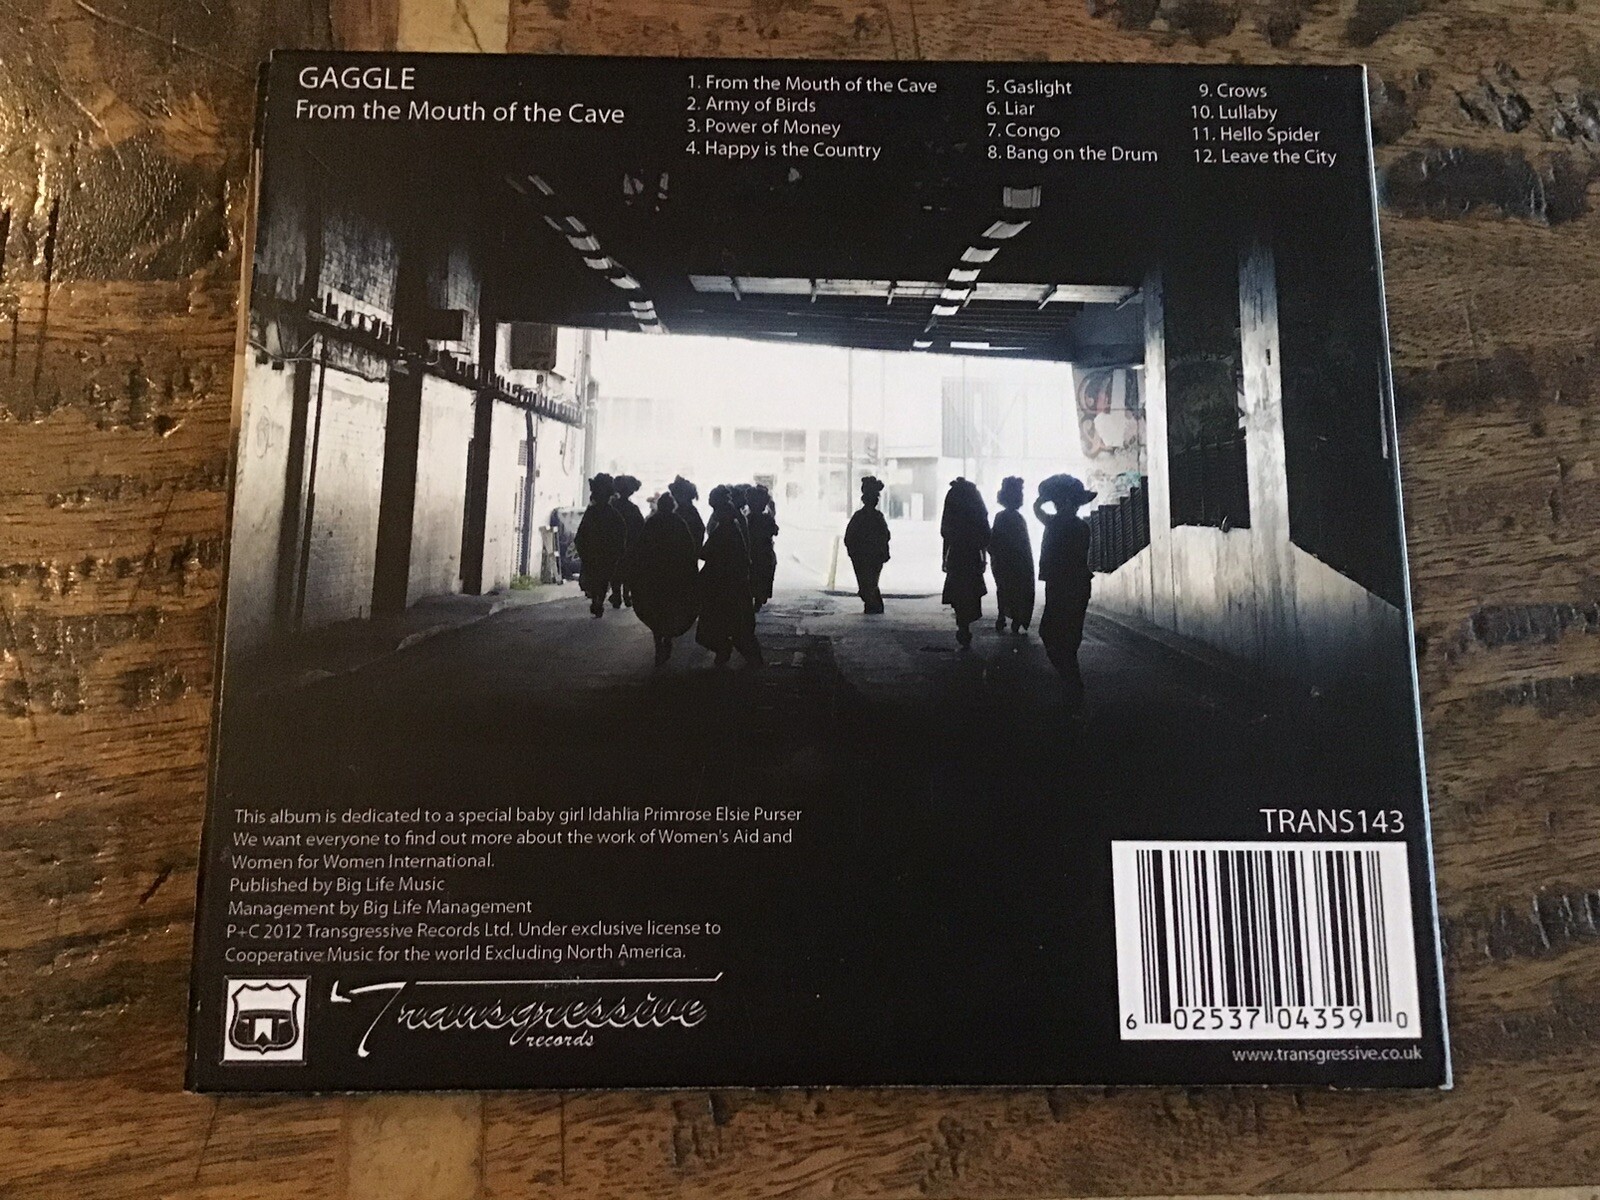 GAGGLE
From the Mouth of the Cave
1. From the Mouth of the Cave
2. Army of Birds
3. Power of Money
4. Happy is the Country
5. Gaslight
6. Liar
7. Congo
8. Bang on the Drum
9. Crows
10. Lullaby
11. Hello Spider
12. Leave the City
This album is dedicated to a special baby girl Idahlia Primrose Elsie Purser
We want everyone to find out more about the work of Women's Aid and
Women for Women International.
Published by Big Life Music
Management by Big Life Management
P+C 2012 Transgressive Records Ltd. Under exclusive license to
Cooperative Music for the world Excluding North America.
T
Transgressive
records
TRANS143
6 02537 04359 0
www.transgressive.co.uk